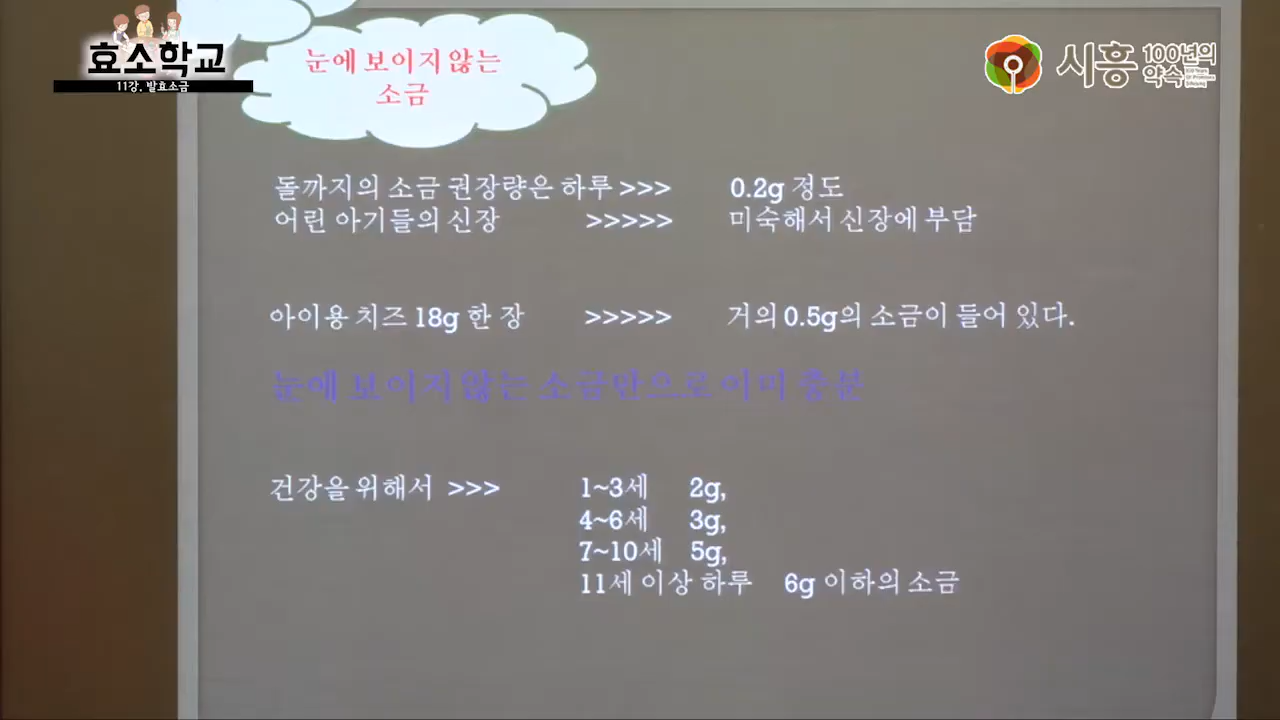 효소학교
11강. 발효소금
눈에 보이지 않는
소금
시흥
100년의
약속
돌까지의 소금 권장량은 하루 >>> 0.2g 정도
어린 아기들의 신장 >>>>> 미숙해서 신장에 부담
아이용 치즈 18g 한 장 >>>>> 거의 0.5g의 소금이 들어 있다.
눈에 보이지 않는 소금만으로 이미 충분
건강을 위해서 >>> 1~3세 2g,
4~6세 3g,
7~10세 5g,
11세 이상 하루 6g 이하의 소금